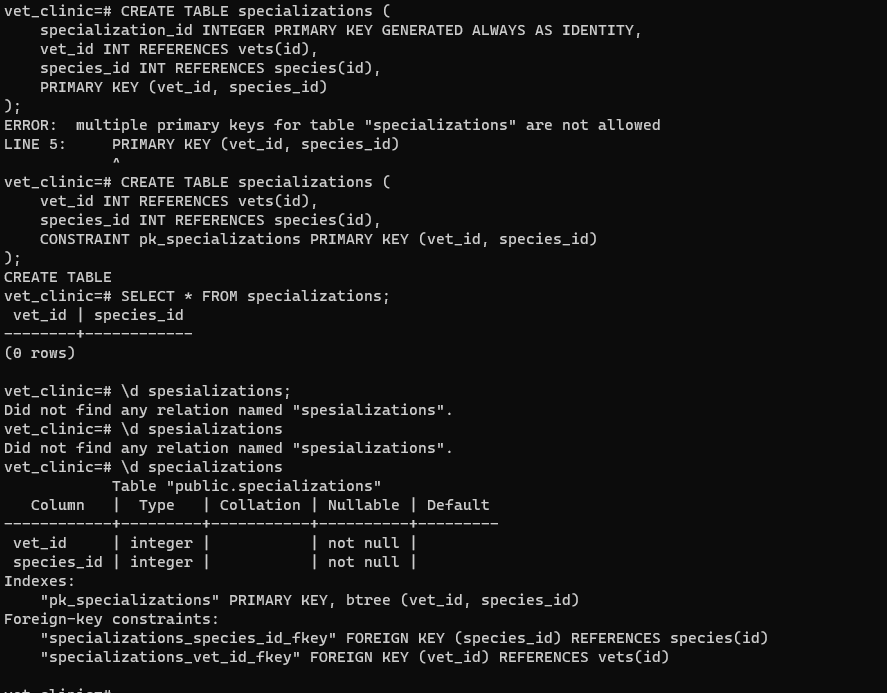 vet_clinic=# CREATE TABLE specializations (
    specialization_id INTEGER PRIMARY KEY GENERATED ALWAYS AS IDENTITY,
    vet_id INT REFERENCES vets(id),
    species_id INT REFERENCES species(id),
    PRIMARY KEY (vet_id, species_id)
);
ERROR:  multiple primary keys for table "specializations" are not allowed
LINE 5:     PRIMARY KEY (vet_id, species_id)
            ^
vet_clinic=# CREATE TABLE specializations (
    vet_id INT REFERENCES vets(id),
    species_id INT REFERENCES species(id),
    CONSTRAINT pk_specializations PRIMARY KEY (vet_id, species_id)
);
CREATE TABLE
vet_clinic=# SELECT * FROM specializations;
 vet_id | species_id
--------+------------
(0 rows)

vet_clinic=# \d spesializations;
Did not find any relation named "spesializations".
vet_clinic=# \d spesializations
Did not find any relation named "spesializations".
vet_clinic=# \d specializations
            Table "public.specializations"
   Column   |  Type   | Collation | Nullable | Default
------------+---------+-----------+----------+---------
 vet_id     | integer |           | not null |
 species_id | integer |           | not null |
Indexes:
    "pk_specializations" PRIMARY KEY, btree (vet_id, species_id)
Foreign-key constraints:
    "specializations_species_id_fkey" FOREIGN KEY (species_id) REFERENCES species(id)
    "specializations_vet_id_fkey" FOREIGN KEY (vet_id) REFERENCES vets(id)

vet_clinic=#